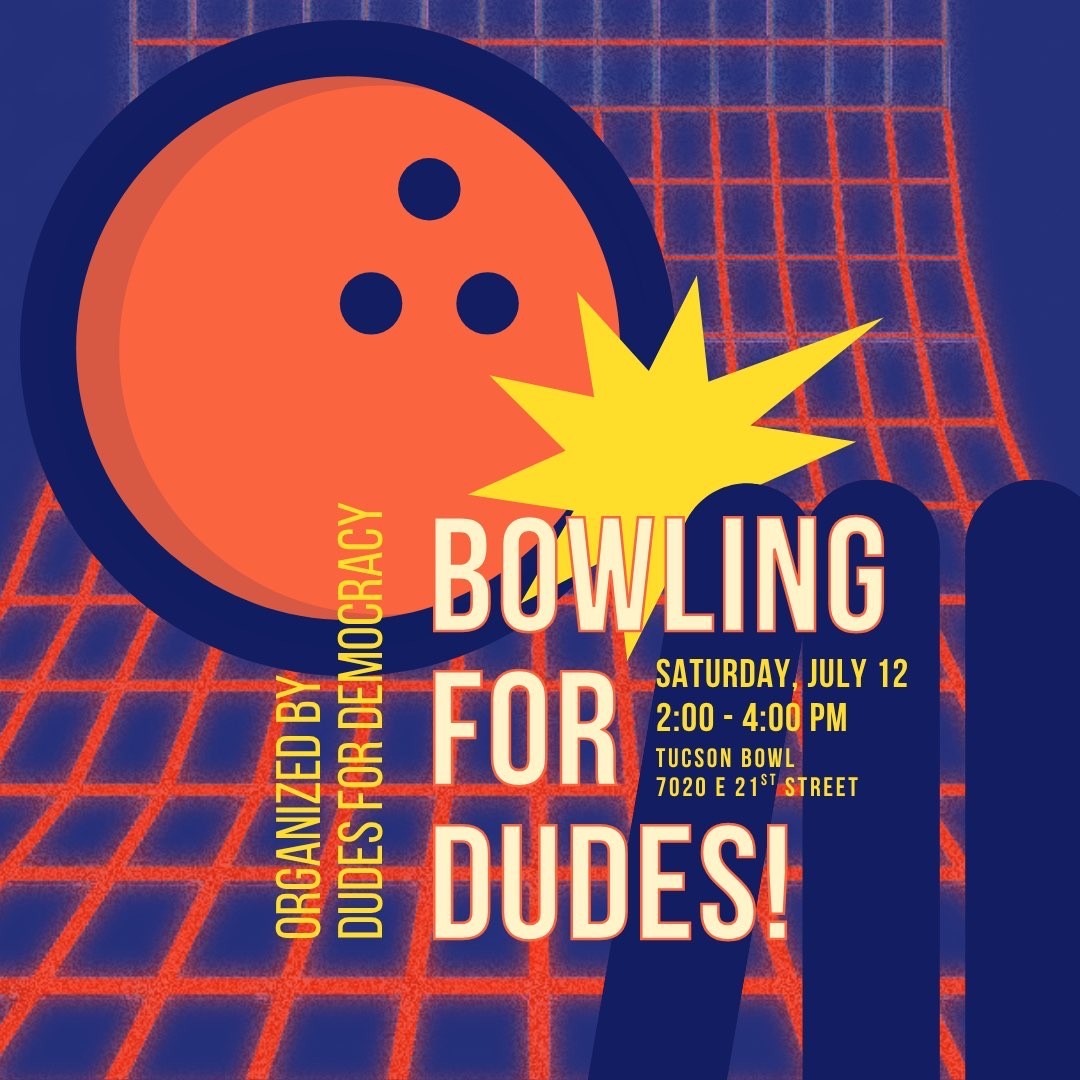 BOWLING
FOR
DUDES!
SATURDAY, JULY 12
2:00 - 4:00 PM
TUCSON BOWL
7020 E 21ST STREET
ORGANIZED BY
DUDES FOR DEMOCRACY